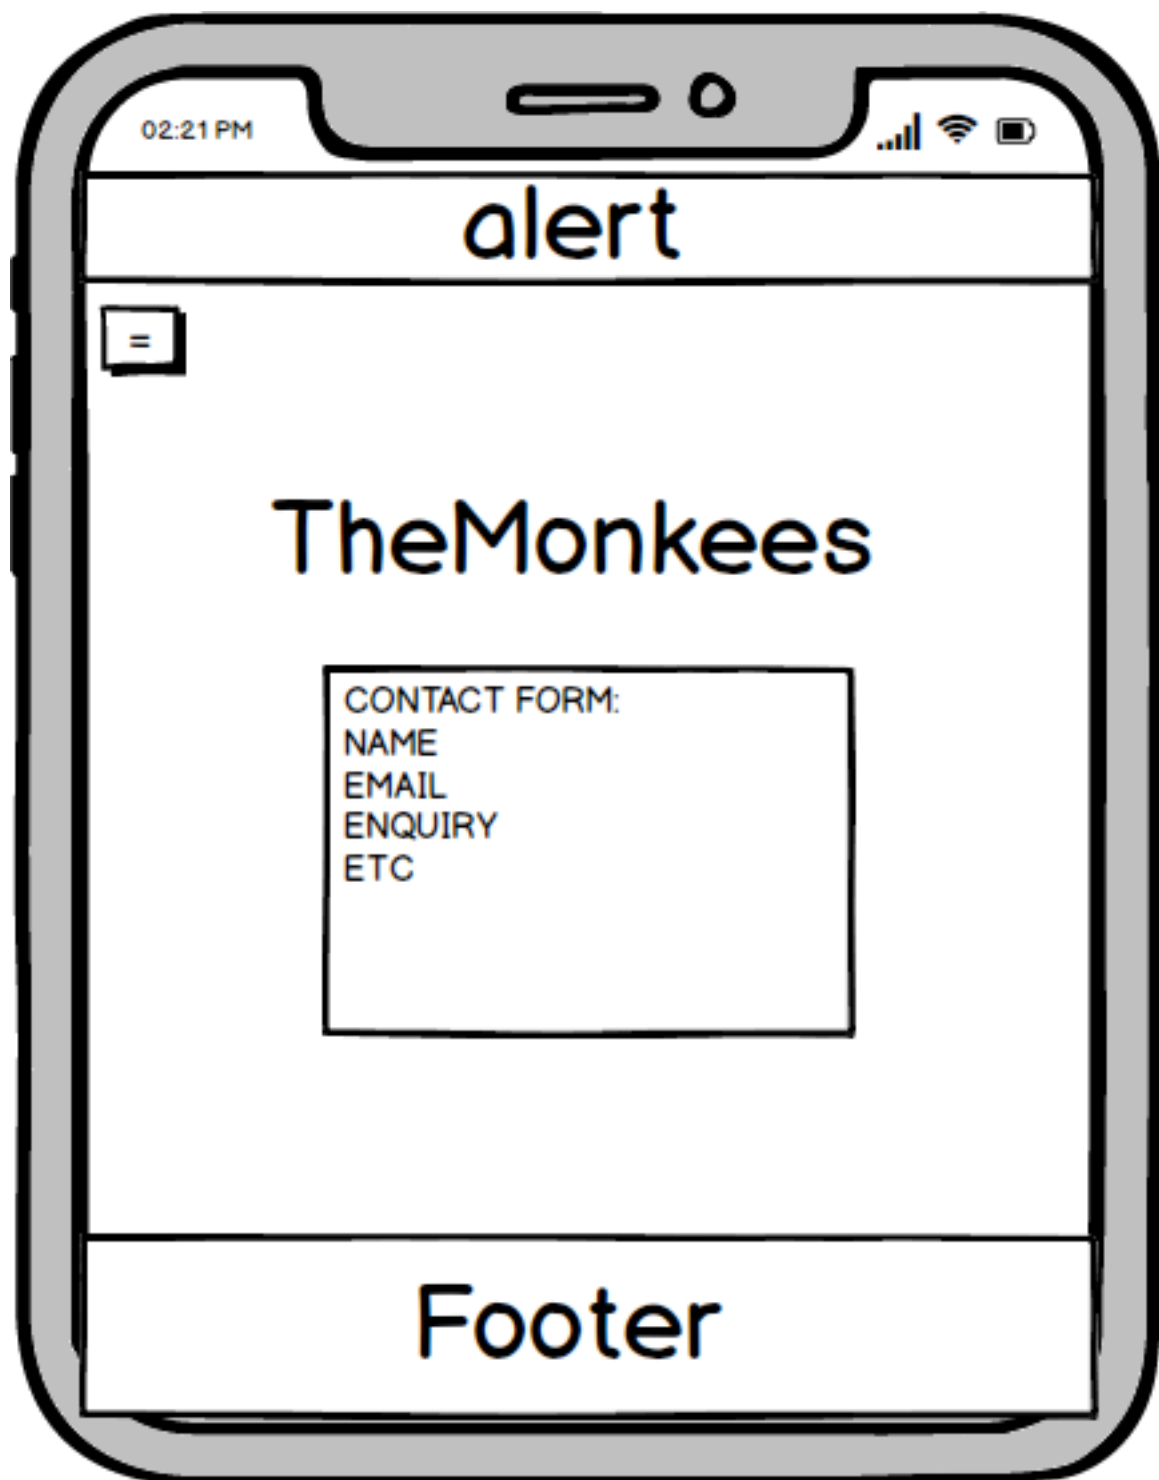 02:21 PM
alert
=
TheMonkees
CONTACT FORM:
NAME
EMAIL
ENQUIRY
ETC
Footer